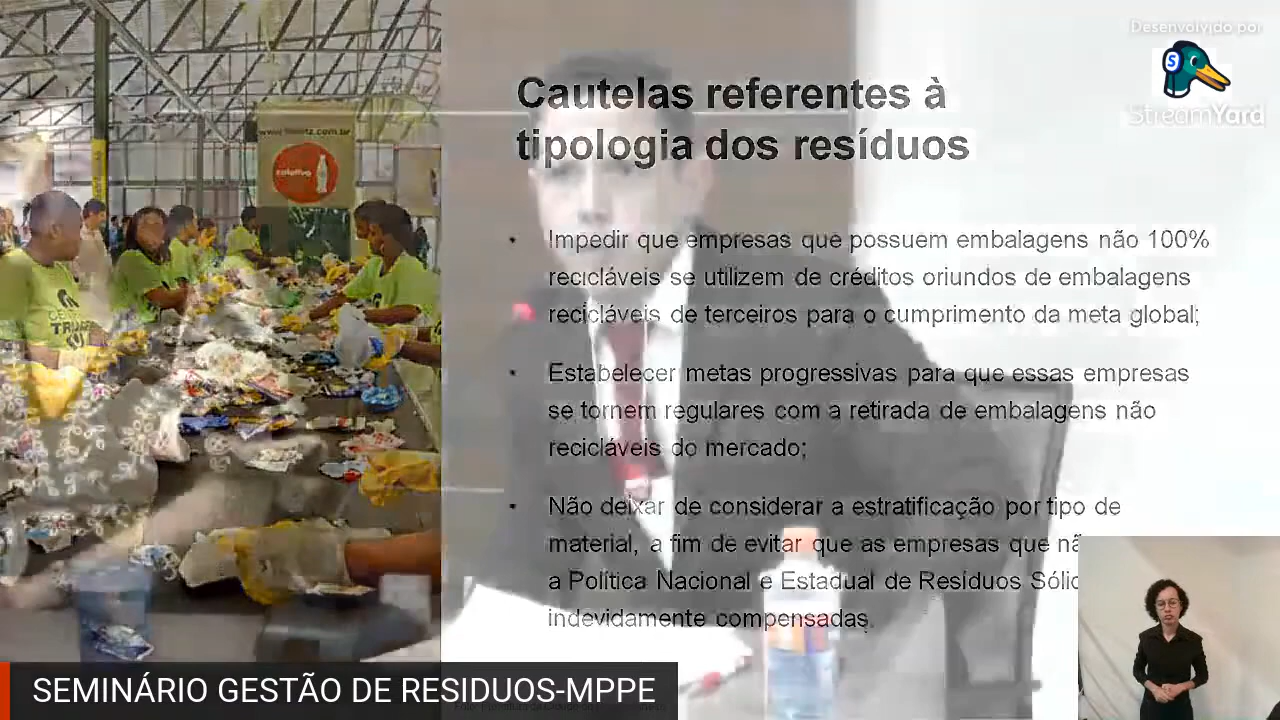 Desenvolvido por
StreamYard
Cautelas referentes à
tipologia dos resíduos
• Impedir que empresas que possuem embalagens não 100%
recicláveis se utilizem de créditos oriundos de embalagens
recicláveis de terceiros para o cumprimento da meta global;
• Estabelecer metas progressivas para que essas empresas
se tornem regulares com a retirada de embalagens não
recicláveis do mercado;
• Não deixar de considerar a estratificação por tipo de
material, a fim de evitar que as empresas que
a Política Nacional e Estadual de Resíduos
indevidamente compensadas.
coletivo
SEMINÁRIO GESTÃO DE RESIDUOS-MPPE